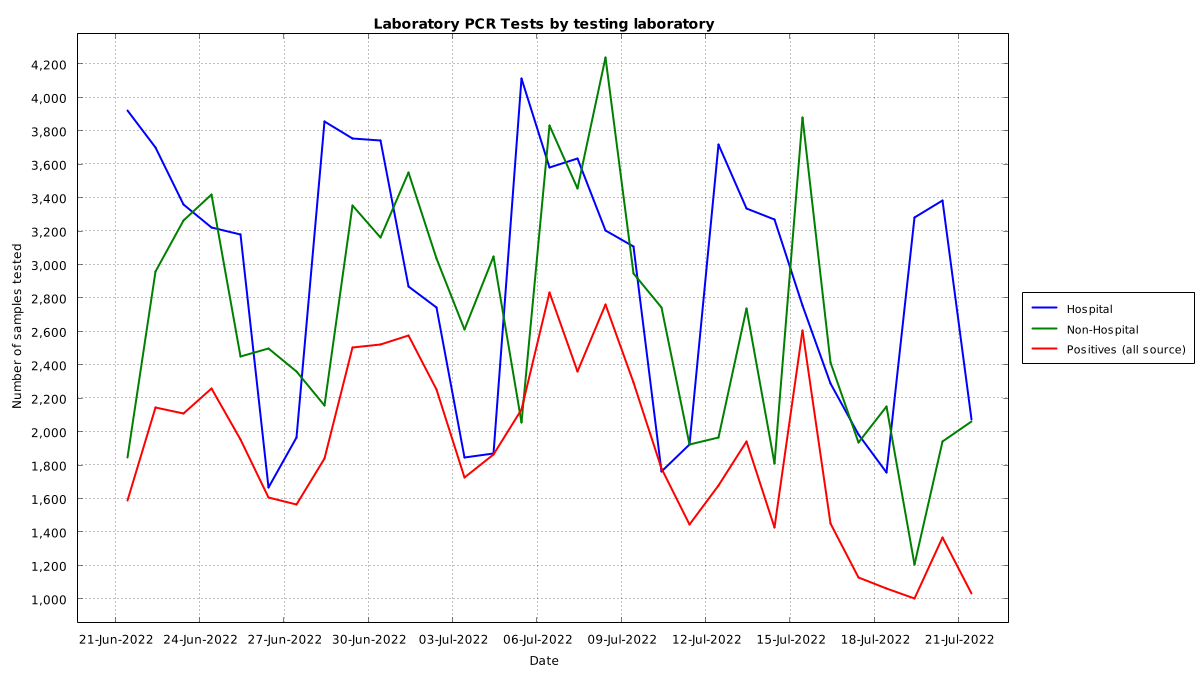 Laboratory PCR Tests by testing laboratory
4,200
4,000
3,800
3,600
3,400
3,200
3,000
2,800
2,600
2,400
2,200
2,000
1,800
1,600
1,400
1,200
1,000
Number of samples tested
21-Jun-2022 24-Jun-2022 27-Jun-2022 30-Jun-2022 03-Jul-2022 06-Jul-2022 09-Jul-2022 12-Jul-2022 15-Jul-2022 18-Jul-2022 21-Jul-2022
Date
Hospital
Non-Hospital
Positives (all source)